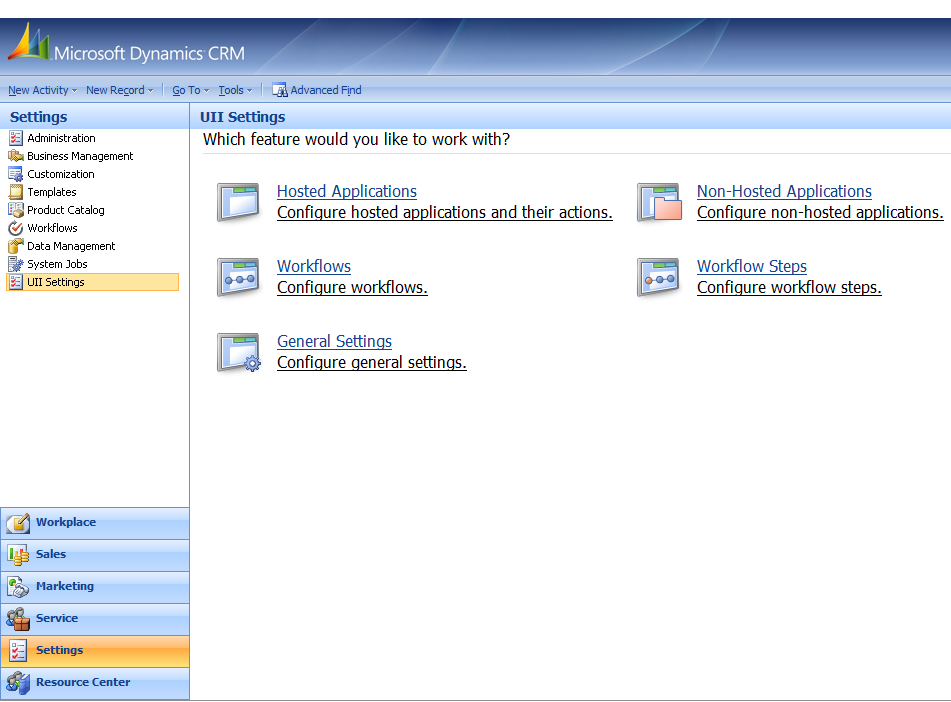 Microsoft Dynamics CRM
New Activity New Record Go To Tools Advanced Find
Settings
Administration
Business Management
Customization
Templates
Product Catalog
Workflows
Data Management
System Jobs
UII Settings
Workplace
Sales
Marketing
Service
Settings
Resource Center
UII Settings
Which feature would you like to work with?
Hosted Applications
Configure hosted applications and their actions.
Non-Hosted Applications
Configure non-hosted applications.
Workflows
Configure workflows.
Workflow Steps
Configure workflow steps.
General Settings
Configure general settings.